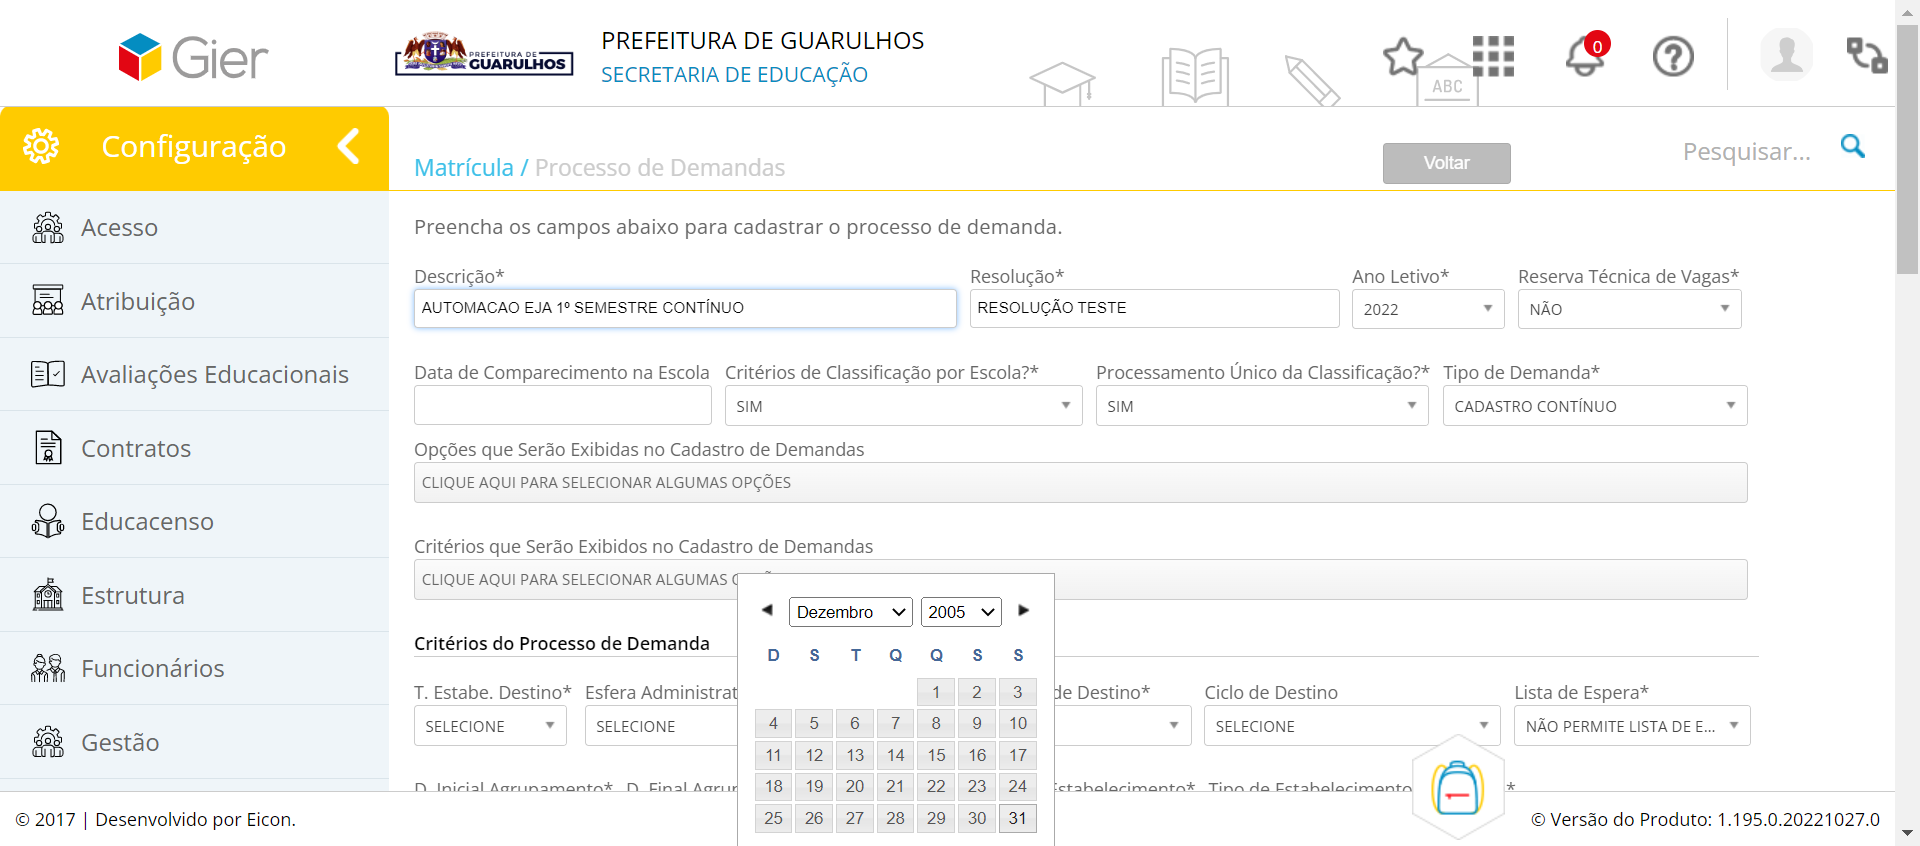 Gier
PREFEITURA DE
GUARULHOS
PREFEITURA DE GUARULHOS
SECRETARIA DE EDUCAÇÃO
ABC
0
Configuração
Matrícula / Processo de Demandas
Voltar
Pesquisar...
Acesso
Atribuição
Avaliações Educacionais
Contratos
Educacenso
Estrutura
Funcionários
Gestão
Preencha os campos abaixo para cadastrar o processo de demanda.
Descrição* Resolução* Ano Letivo* Reserva Técnica de Vagas*
AUTOMACAO EJA 1º SEMESTRE CONTÍNUO RESOLUÇÃO TESTE 2022 NÃO
Data de Comparecimento na Escola Critérios de Classificação por Escola?* Processamento Único da Classificação?* Tipo de Demanda*
SIM SIM CADASTRO CONTÍNUO
Opções que Serão Exibidas no Cadastro de Demandas
CLIQUE AQUI PARA SELECIONAR ALGUMAS OPÇÕES
Critérios que Serão Exibidos no Cadastro de Demandas
CLIQUE AQUI PARA SELECIONAR ALGUMAS
Critérios do Processo de Demanda
T. Estabe. Destino* Esfera Administrat de Destino* Ciclo de Destino Lista de Espera*
SELECIONE SELECIONE SELECIONE NÃO PERMITE LISTA DE E...
D. Inicial Agrupamento* D. Final Agru Estabelecimento* Tipo de Estabelecimento *
Dezembro 2005
D S T Q Q S S
1 2 3
4 5 6 7 8 9 10
11 12 13 14 15 16 17
18 19 20 21 22 23 24
25 26 27 28 29 30 31
© 2017 | Desenvolvido por Eicon.
© Versão do Produto: 1.195.0.20221027.0